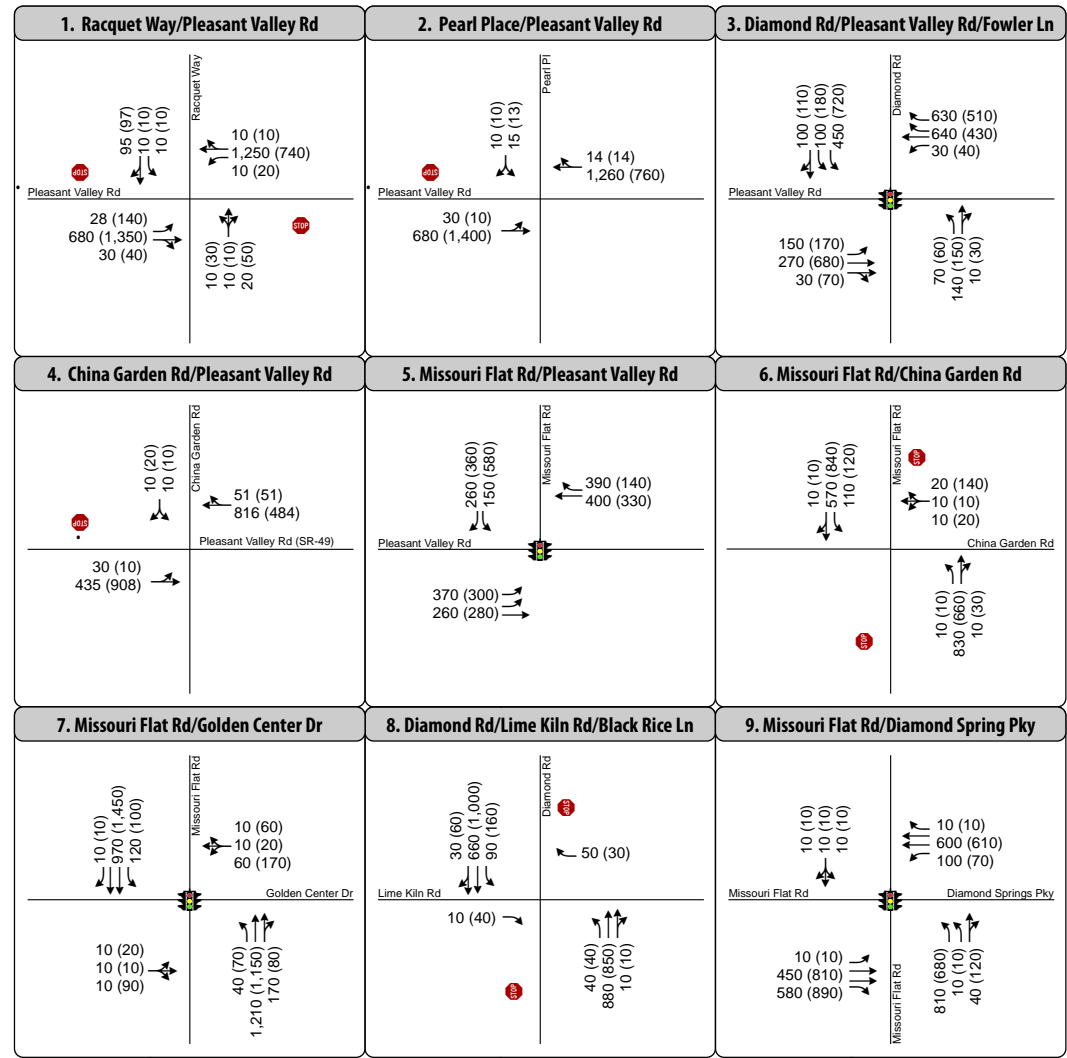 1. Racquet Way/Pleasant Valley Rd
Racquet Way
95 (97)
10 (10)
10 (10)
10 (10)
1,250 (740)
10 (20)
STOP
Pleasant Valley Rd
28 (140)
680 (1,350)
30 (40)
10 (30)
10 (10)
20 (50)
STOP
2. Pearl Place/Pleasant Valley Rd
Pearl Pl
10 (10)
15 (13)
14 (14)
1,260 (760)
STOP
Pleasant Valley Rd
30 (10)
680 (1,400)
3. Diamond Rd/Pleasant Valley Rd/Fowler Ln
Diamond Rd
100 (110)
100 (180)
450 (720)
630 (510)
640 (430)
30 (40)
Pleasant Valley Rd
150 (170)
270 (680)
30 (70)
70 (60)
140 (150)
10 (30)
4. China Garden Rd/Pleasant Valley Rd
China Garden Rd
10 (20)
10 (10)
51 (51)
816 (484)
STOP
Pleasant Valley Rd (SR-49)
30 (10)
435 (908)
5. Missouri Flat Rd/Pleasant Valley Rd
Missouri Flat Rd
260 (360)
150 (580)
390 (140)
400 (330)
Pleasant Valley Rd
370 (300)
260 (280)
6. Missouri Flat Rd/China Garden Rd
Missouri Flat Rd
STOP
10 (10)
570 (840)
110 (120)
20 (140)
10 (10)
10 (20)
China Garden Rd
10 (10)
830 (660)
10 (30)
STOP
7. Missouri Flat Rd/Golden Center Dr
Missouri Flat Rd
10 (10)
970 (1,450)
120 (100)
10 (60)
10 (20)
60 (170)
Golden Center Dr
10 (20)
10 (10)
10 (90)
40 (70)
1,210 (1,150)
170 (80)
8. Diamond Rd/Lime Kiln Rd/Black Rice Ln
Diamond Rd
STOP
30 (60)
660 (1,000)
90 (160)
50 (30)
Lime Kiln Rd
10 (40)
40 (40)
880 (850)
10 (10)
STOP
9. Missouri Flat Rd/Diamond Spring Pky
10 (10)
10 (10)
10 (10)
10 (10)
600 (610)
100 (70)
Missouri Flat Rd
Diamond Springs Pky
10 (10)
450 (810)
580 (890)
Missouri Flat Rd
810 (680)
10 (10)
40 (120)